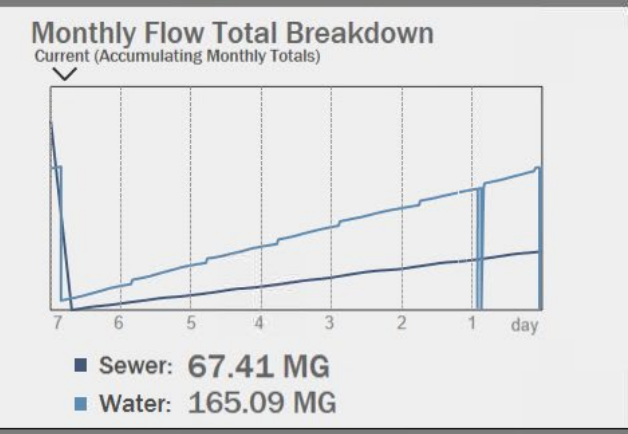 Monthly Flow Total Breakdown
Current (Accumulating Monthly Totals)
7 6 5 4 3 2 1 day
Sewer: 67.41 MG
Water: 165.09 MG